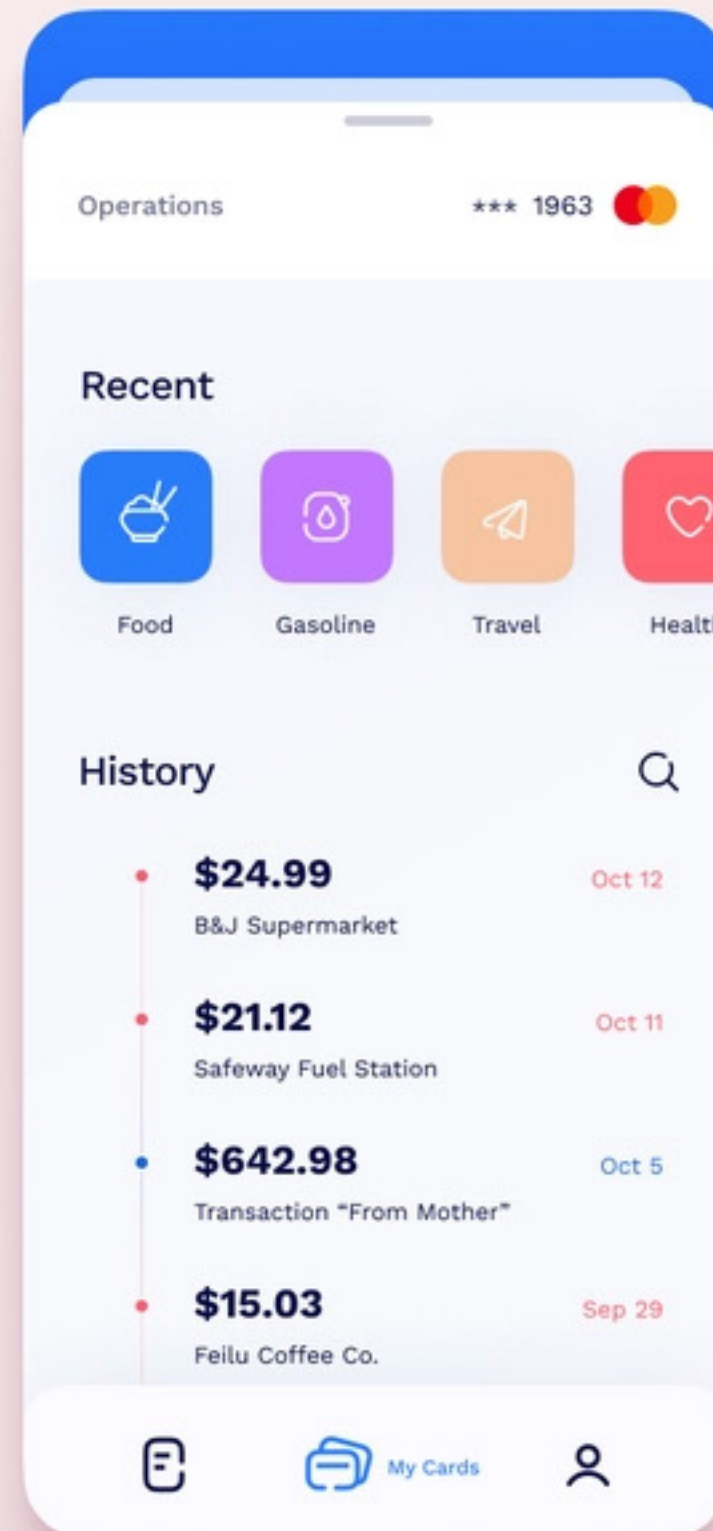 Operations
*** 1963
Recent
Food
Gasoline
Travel
Healt
History
$24.99
Oct 12
B&J Supermarket
$21.12
Oct 11
Safeway Fuel Station
$642.98
Oct 5
Transaction “From Mother”
$15.03
Sep 29
Feilu Coffee Co.
My Cards